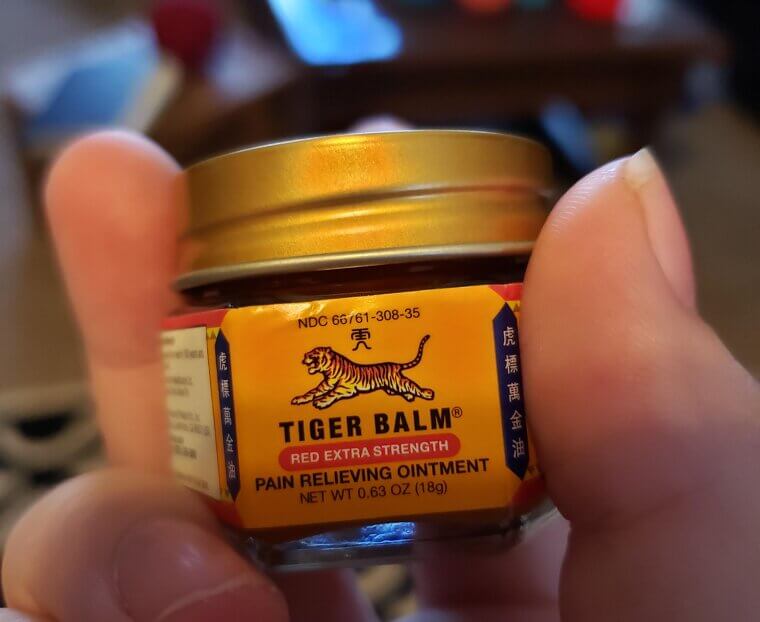 NDC 66761-308-35
虎
TIGER BALM®
RED EXTRA STRENGTH
PAIN RELIEVING OINTMENT
NET WT 0.63 OZ (18g)
虎標萬金油
虎標萬金油